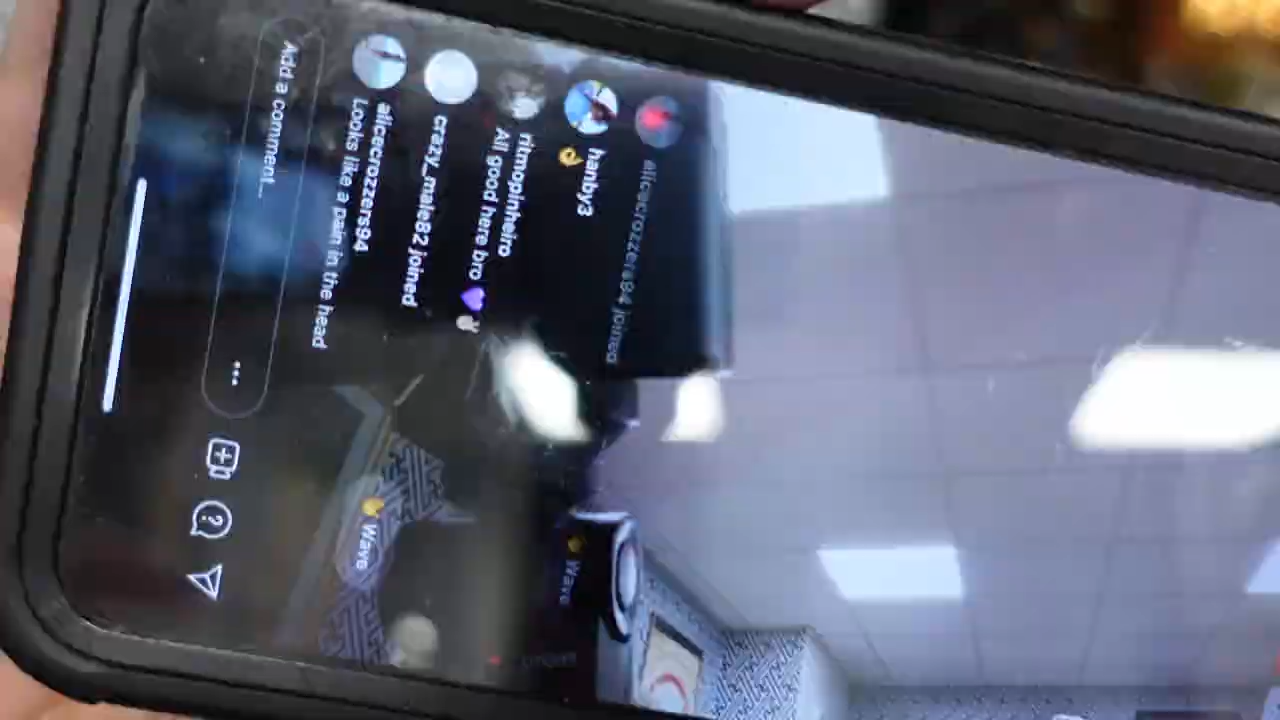 alicecrozzers94 joined
hanby3
ritmopinheiro
All good here bro 💜
crazy_male82 joined
Wave
alicecrozzers94
Looks like a pain in the head
Wave
Add a comment...